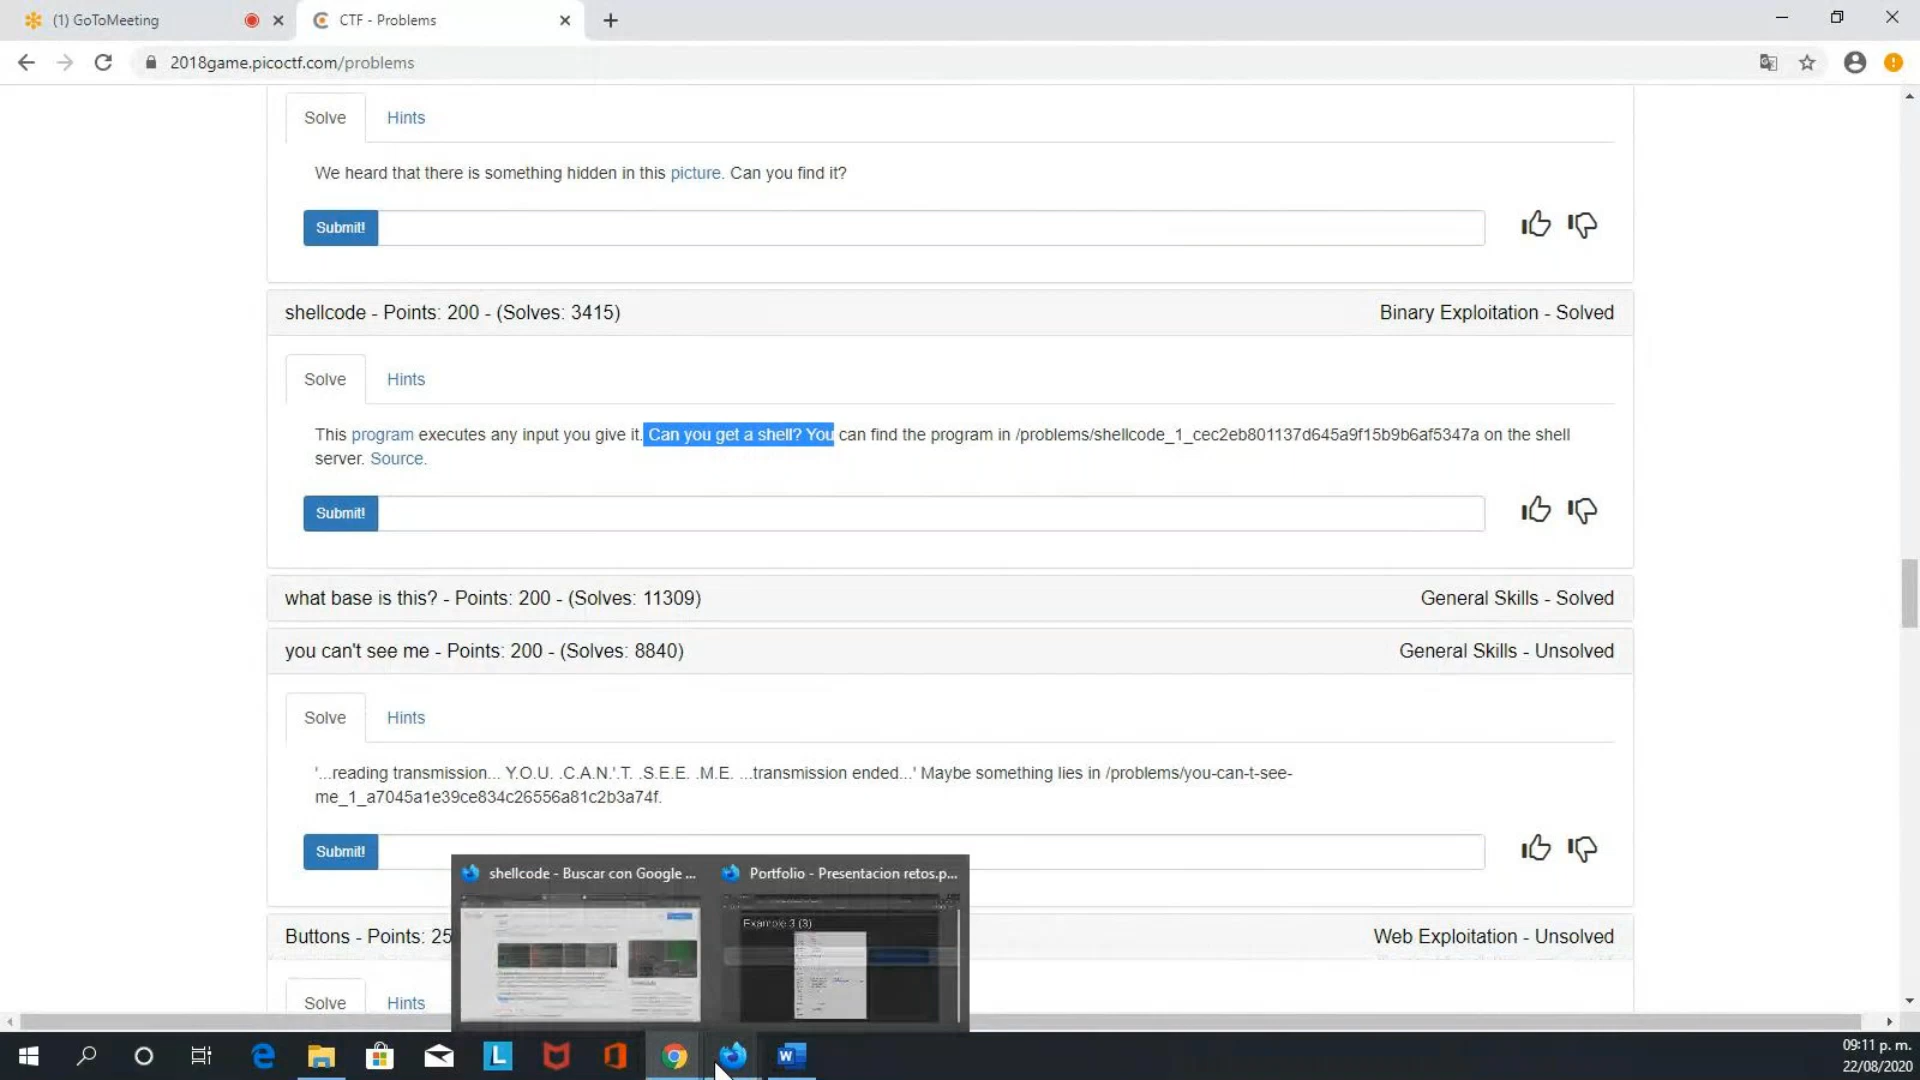 (1) GoToMeeting
CTF - Problems
2018game.picoctf.com/problems
Solve Hints
We heard that there is something hidden in this picture. Can you find it?
Submit!
shellcode - Points: 200 - (Solves: 3415) Binary Exploitation - Solved
Solve Hints
This program executes any input you give it. Can you get a shell? You can find the program in /problems/shellcode_1_cec2eb801137d645a9f15b9b6af5347a on the shell
server. Source.
Submit!
what base is this? - Points: 200 - (Solves: 11309) General Skills - Solved
you can't see me - Points: 200 - (Solves: 8840) General Skills - Unsolved
Solve Hints
'...reading transmission... Y.O.U. .C.A.N.'.T. .S.E.E. .M.E. ...transmission ended...' Maybe something lies in /problems/you-can-t-see-
me_1_a7045a1e39ce834c26556a81c2b3a74f.
Submit!
shellcode - Buscar con Google ... Portfolio - Presentacion retos.p...
Example 3 (3)
Buttons - Points: 25 Web Exploitation - Unsolved
Solve Hints
09:11 p. m.
22/08/2020